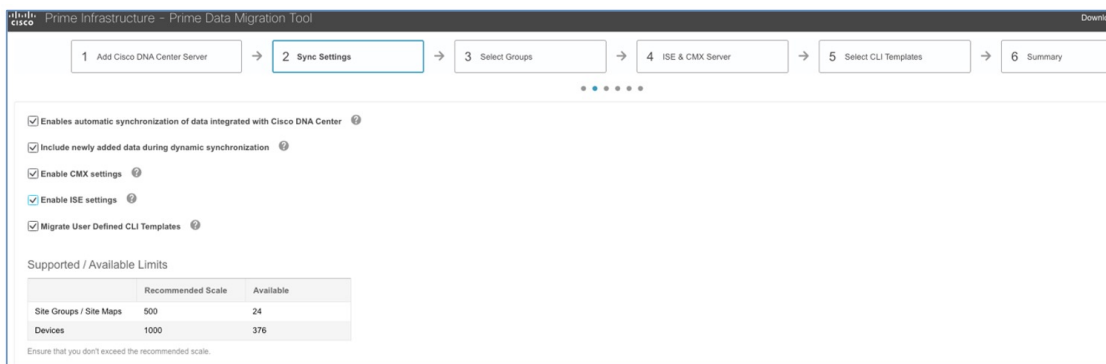 cisco Prime Infrastructure - Prime Data Migration Tool
Downlo
1 Add Cisco DNA Center Server
2 Sync Settings
3 Select Groups
4 ISE & CMX Server
5 Select CLI Templates
6 Summary
Enables automatic synchronization of data integrated with Cisco DNA Center ?
Include newly added data during dynamic synchronization ?
Enable CMX settings ?
Enable ISE settings ?
Migrate User Defined CLI Templates ?
Supported / Available Limits
Recommended Scale Available
Site Groups / Site Maps 500 24
Devices 1000 376
Ensure that you don't exceed the recommended scale.